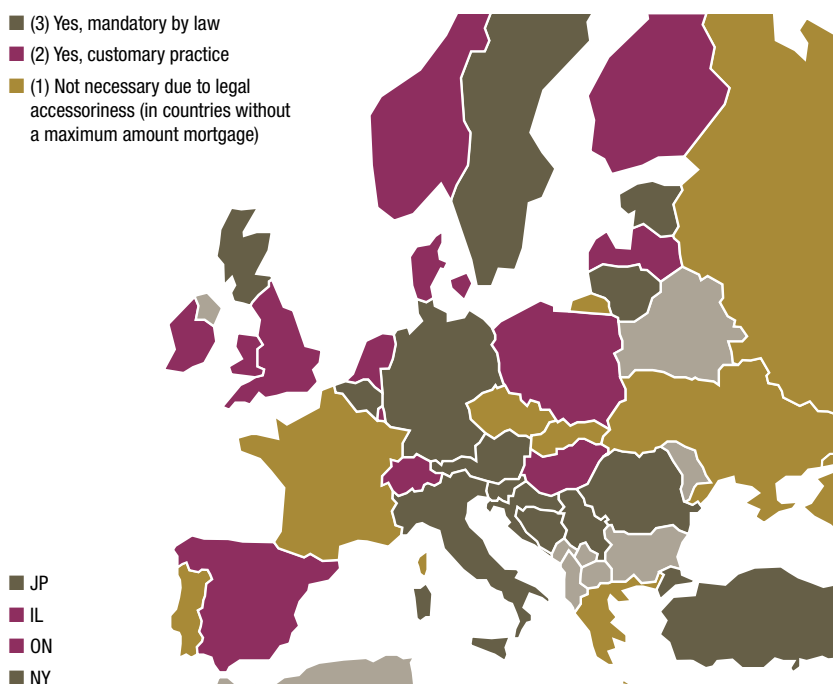 (3) Yes, mandatory by law
(2) Yes, customary practice
(1) Not necessary due to legal
accessoriness (in countries without
a maximum amount mortgage)
JP
IL
ON
NY